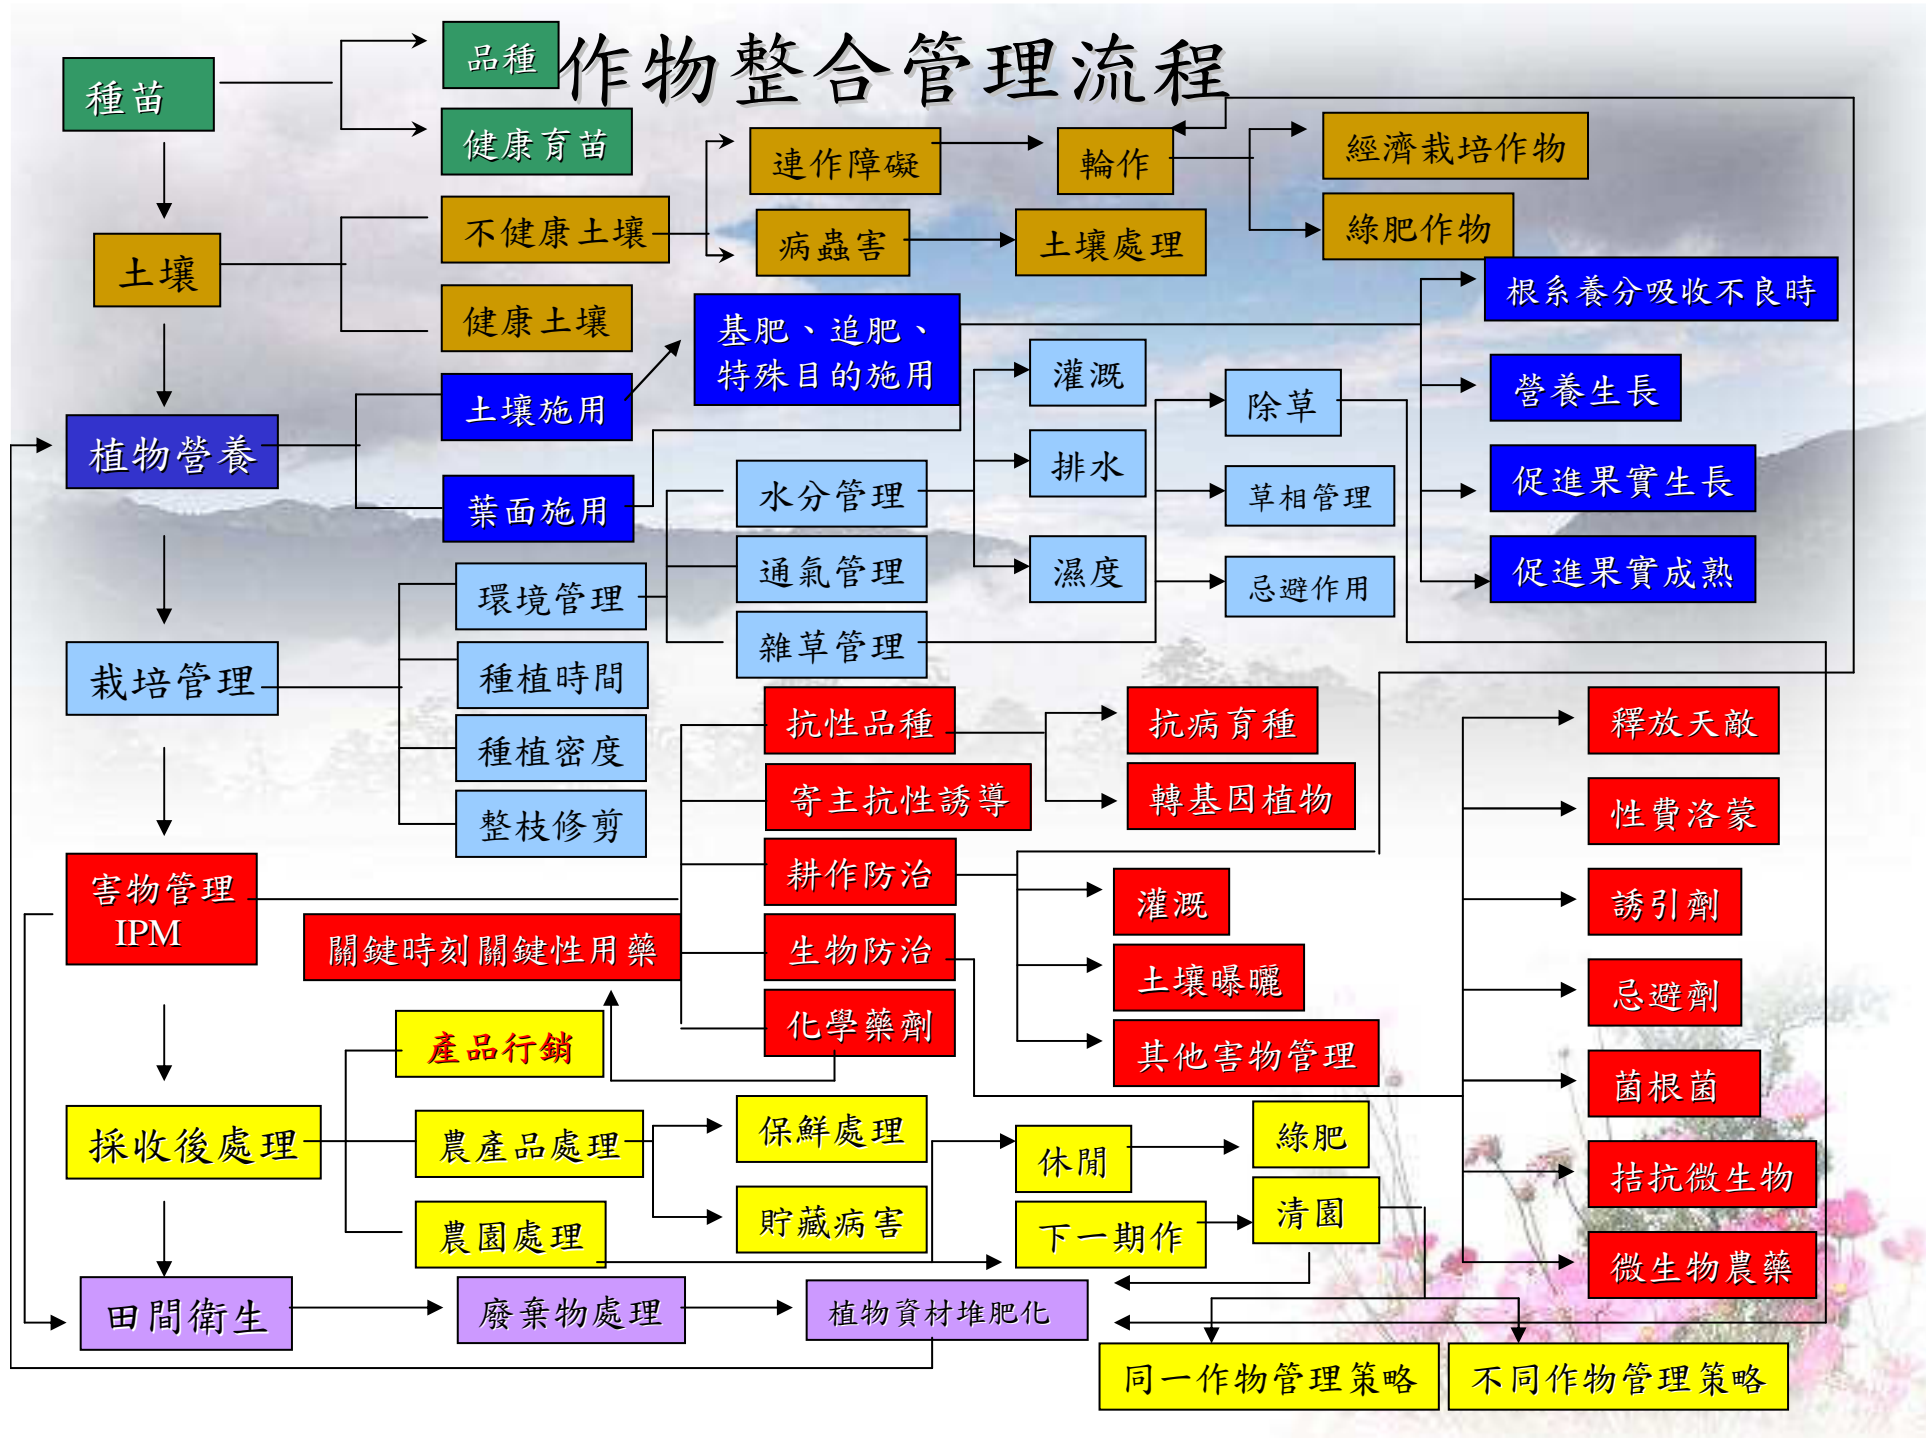 作物整合管理流程
種苗
品種
健康育苗
土壤
不健康土壤
健康土壤
連作障礙
病蟲害
輪作
土壤處理
經濟栽培作物
綠肥作物
植物營養
土壤施用
葉面施用
基肥、追肥、
特殊目的施用
根系養分吸收不良時
營養生長
促進果實生長
促進果實成熟
栽培管理
環境管理
種植時間
種植密度
整枝修剪
水分管理
通氣管理
雜草管理
灌溉
排水
濕度
除草
草相管理
忌避作用
害物管理
IPM
關鍵時刻關鍵性用藥
抗性品種
寄主抗性誘導
耕作防治
生物防治
化學藥劑
抗病育種
轉基因植物
灌溉
土壤曝曬
其他害物管理
釋放天敵
性費洛蒙
誘引劑
忌避劑
菌根菌
拮抗微生物
微生物農藥
採收後處理
產品行銷
農產品處理
農園處理
保鮮處理
貯藏病害
休閒
下一期作
綠肥
清園
田間衛生
廢棄物處理
植物資材堆肥化
同一作物管理策略
不同作物管理策略